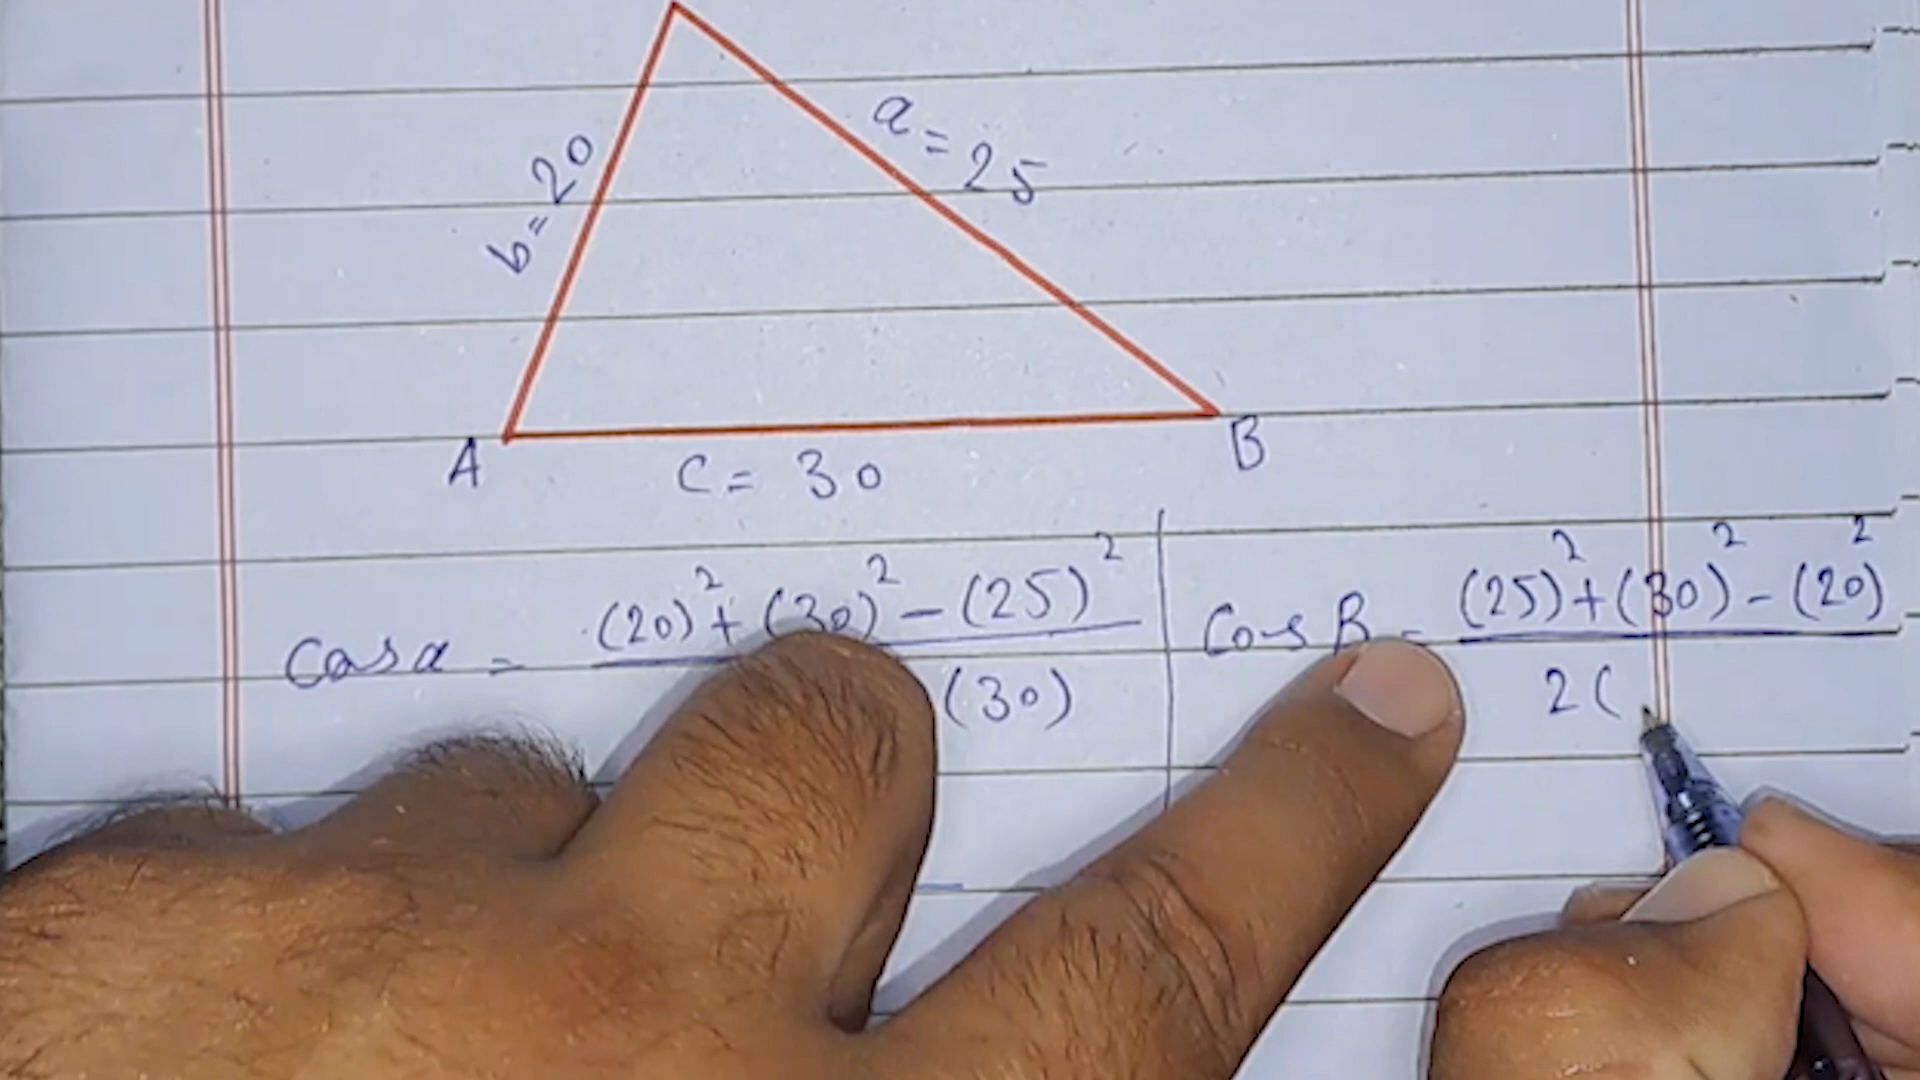 b = 20
a = 25
A
B
C = 30
Cos α = (20)² + (30)² - (25)² / (30)
Cos β = (25)² + (30)² - (20)² / 2(